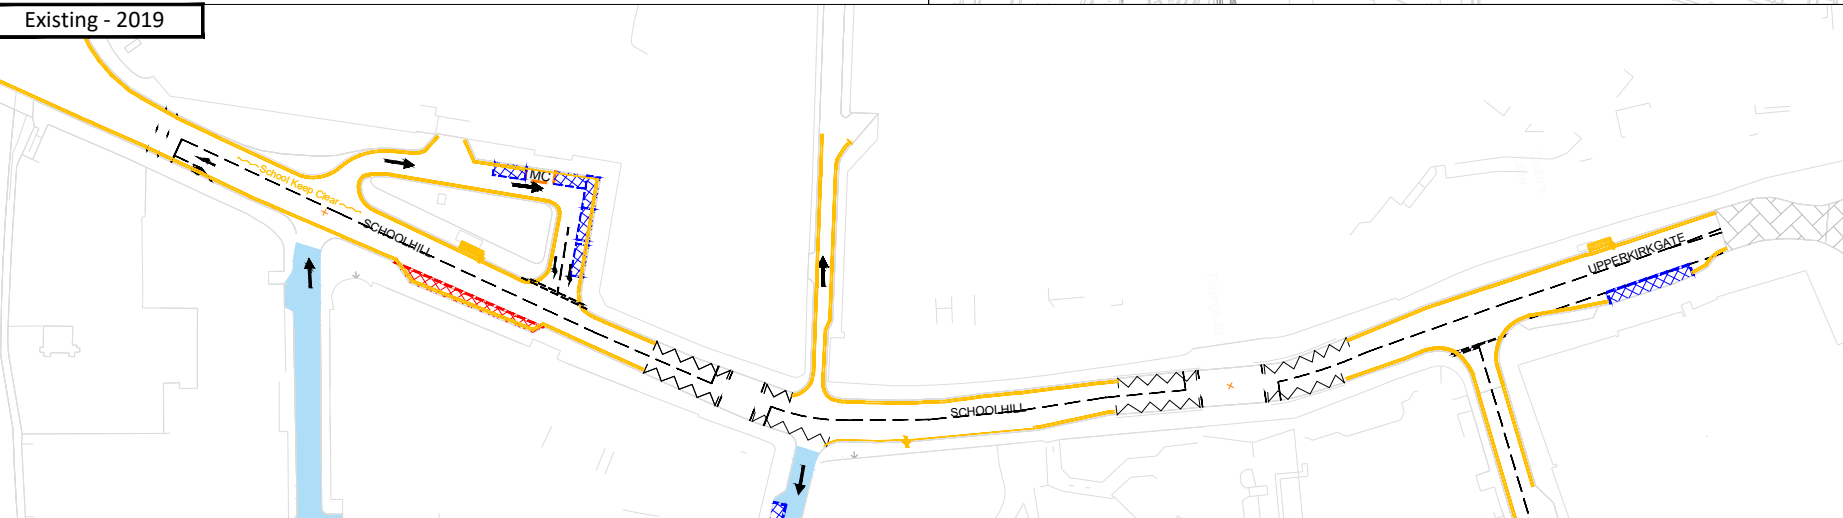 Existing - 2019
School Keep Clear
MC
SCHOOLHILL
SCHOOLHILL
UPPERKIRKGATE